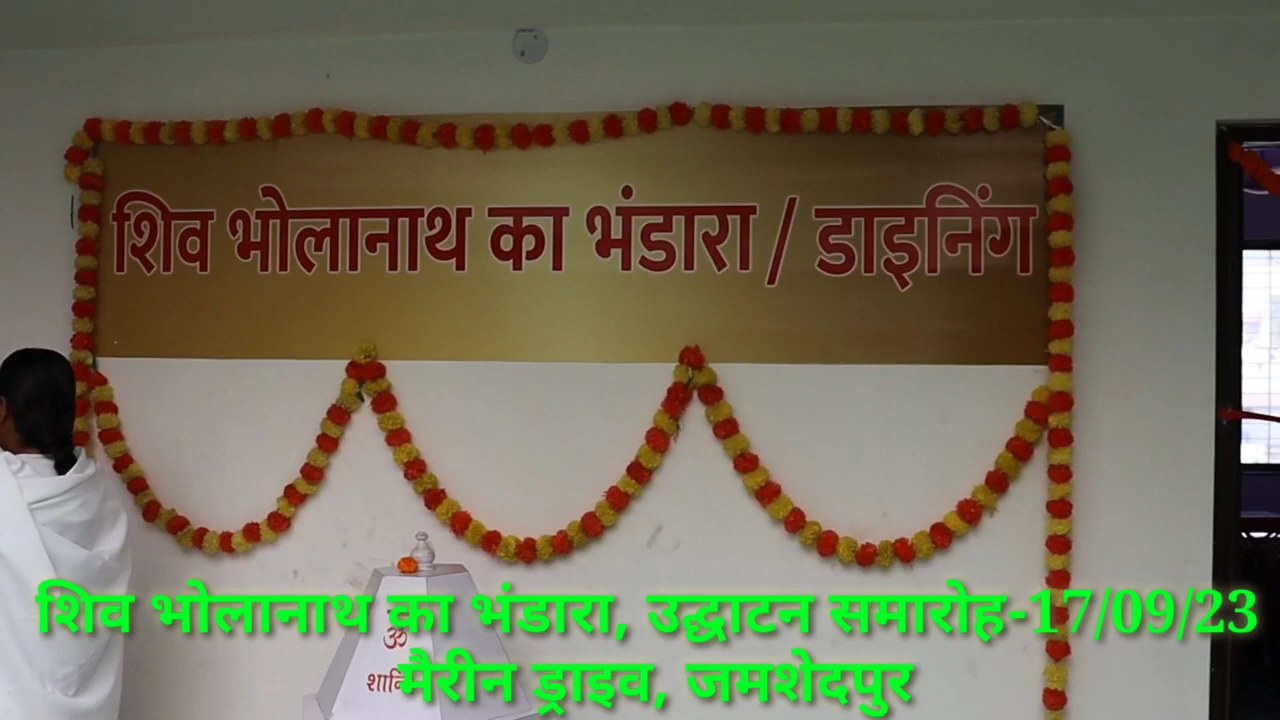 शिव भोलानाथ का भंडारा / डाइनिंग
शिव भोलानाथ का भंडारा, उद्घाटन समारोह-17/09/23
ॐ
मैरीन ड्राइव, जमशेदपुर